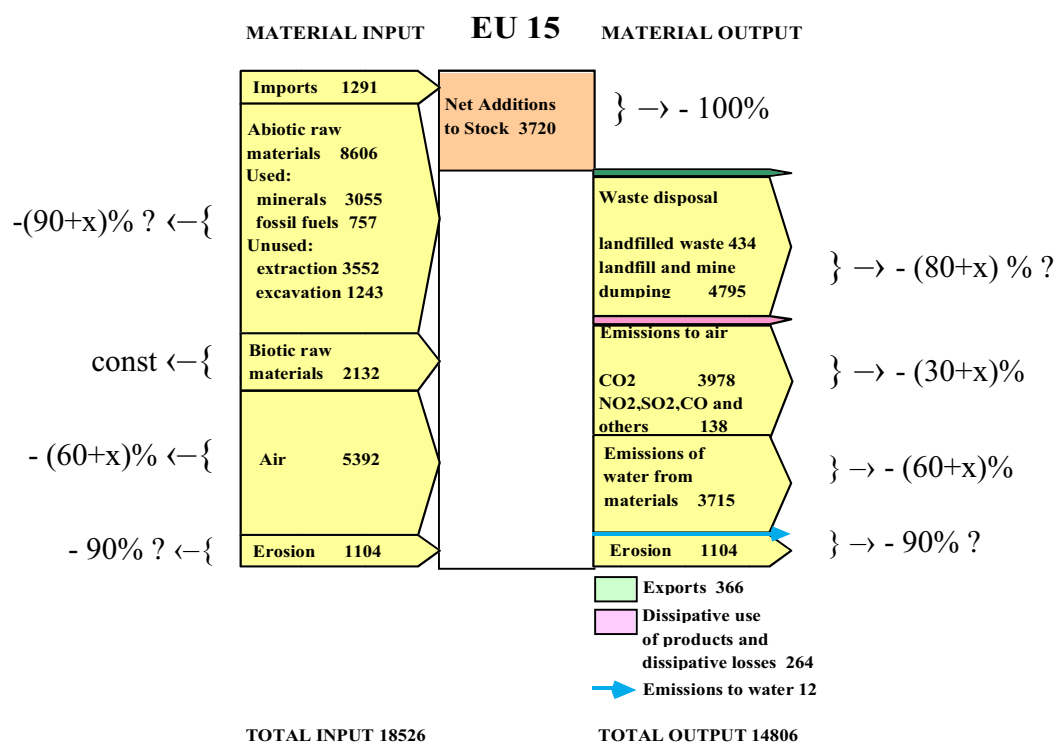 EU 15
MATERIAL INPUT
MATERIAL OUTPUT
Imports 1291
Abiotic raw
materials 8606
Used:
minerals 3055
fossil fuels 757
Unused:
extraction 3552
excavation 1243
-(90+x)% ? ←{
Biotic raw
materials 2132
const ←{
Air 5392
- (60+x)% ←{
Erosion 1104
- 90% ? ←{
Net Additions
to Stock 3720
} → - 100%
Waste disposal
landfilled waste 434
landfill and mine
dumping 4795
} → - (80+x) % ?
Emissions to air
CO2 3978
NO2,SO2,CO and
others 138
} → - (30+x)%
Emissions of
water from
materials 3715
} → - (60+x)%
Erosion 1104
} → - 90% ?
Exports 366
Dissipative use
of products and
dissipative losses 264
Emissions to water 12
TOTAL INPUT 18526
TOTAL OUTPUT 14806